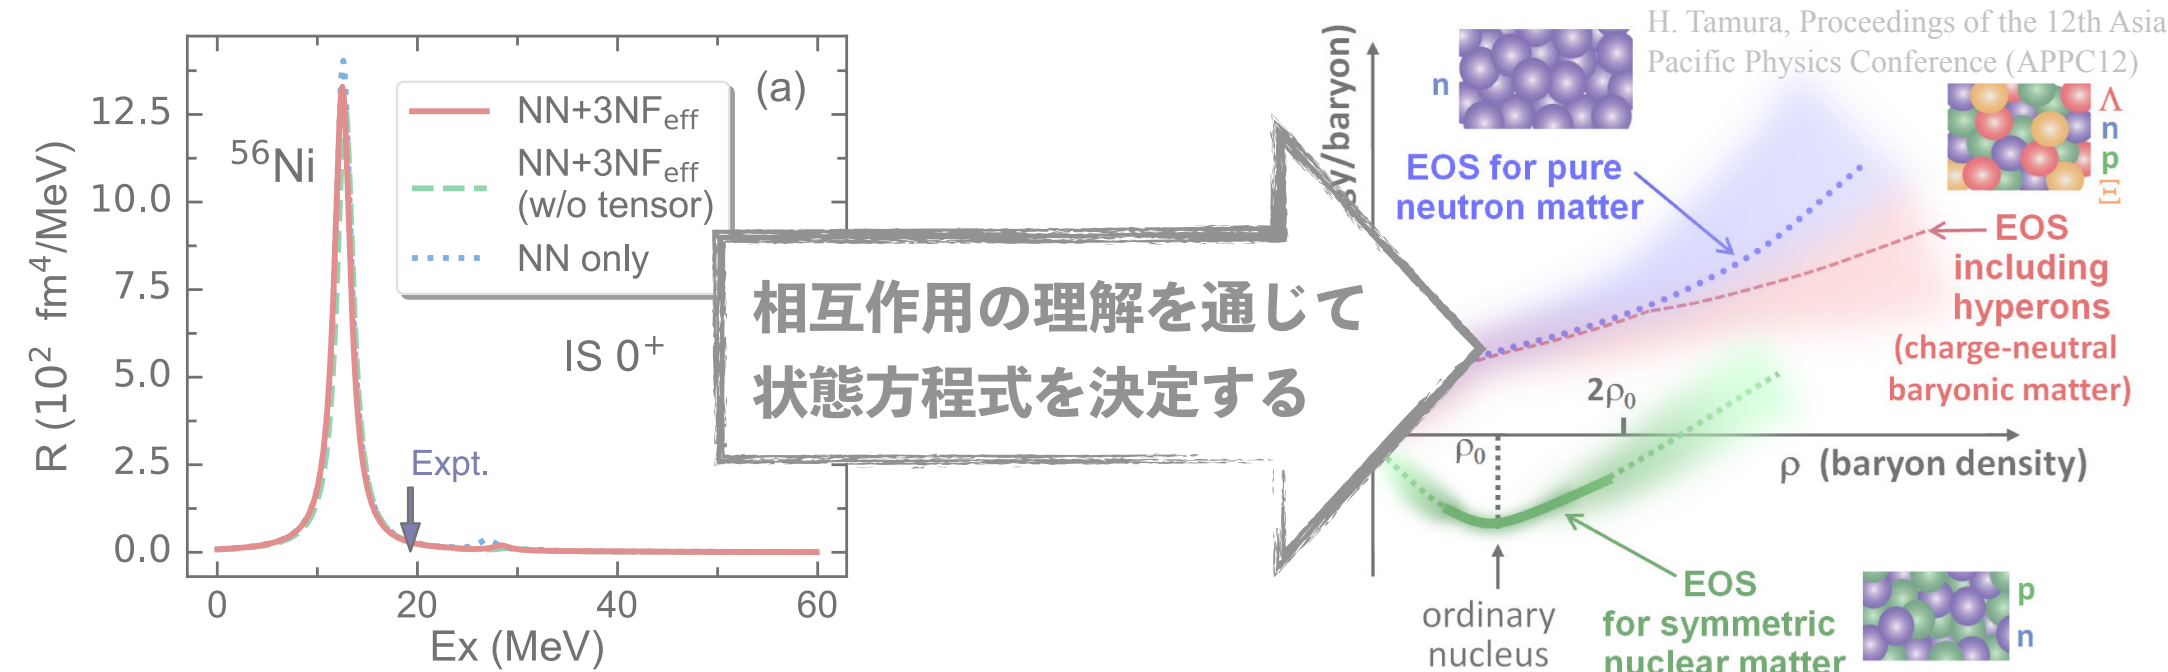 H. Tamura, Proceedings of the 12th Asia
Pacific Physics Conference (APPC12)
(a)
NN+3NFeff
NN+3NFeff
(w/o tensor)
NN only
56Ni
IS 0+
Expt.
R (10² fm⁴/MeV)
12.5
10.0
7.5
5.0
2.5
0.0
0
20
40
60
Ex (MeV)
相互作用の理解を通じて
状態方程式を決定する
/baryon)
n
EOS for pure
neutron matter
Λ
n
p
Ξ
EOS
including
hyperons
(charge-neutral
baryonic matter)
2ρ0
ρ0
ρ (baryon density)
ordinary
nucleus
EOS
for symmetric
nuclear matter
p
n